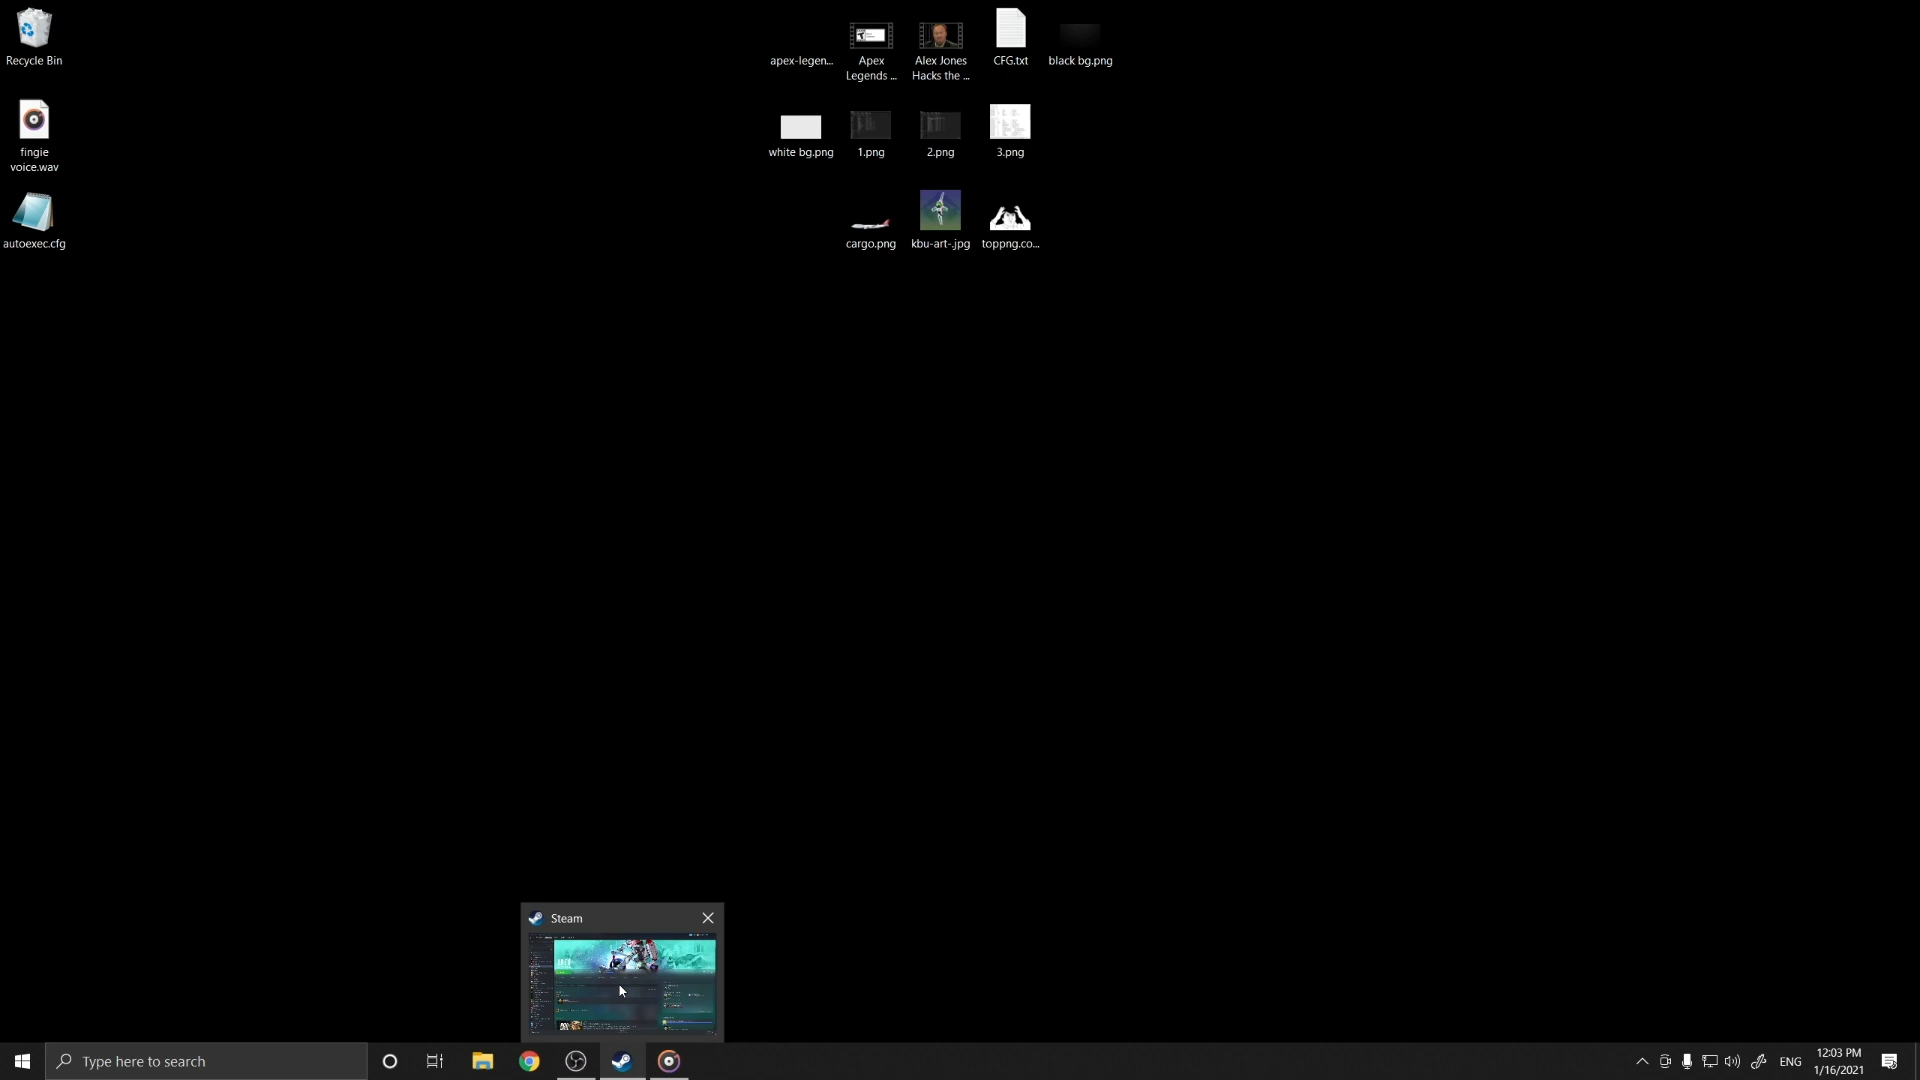 Recycle Bin
fingie
voice.wav
autoexec.cfg
apex-legen...
Apex
Legends ...
Alex Jones
Hacks the ...
CFG.txt
black bg.png
white bg.png
1.png
2.png
3.png
cargo.png
kbu-art-.jpg
toppng.co...
Steam
Type here to search
ENG
12:03 PM
1/16/2021